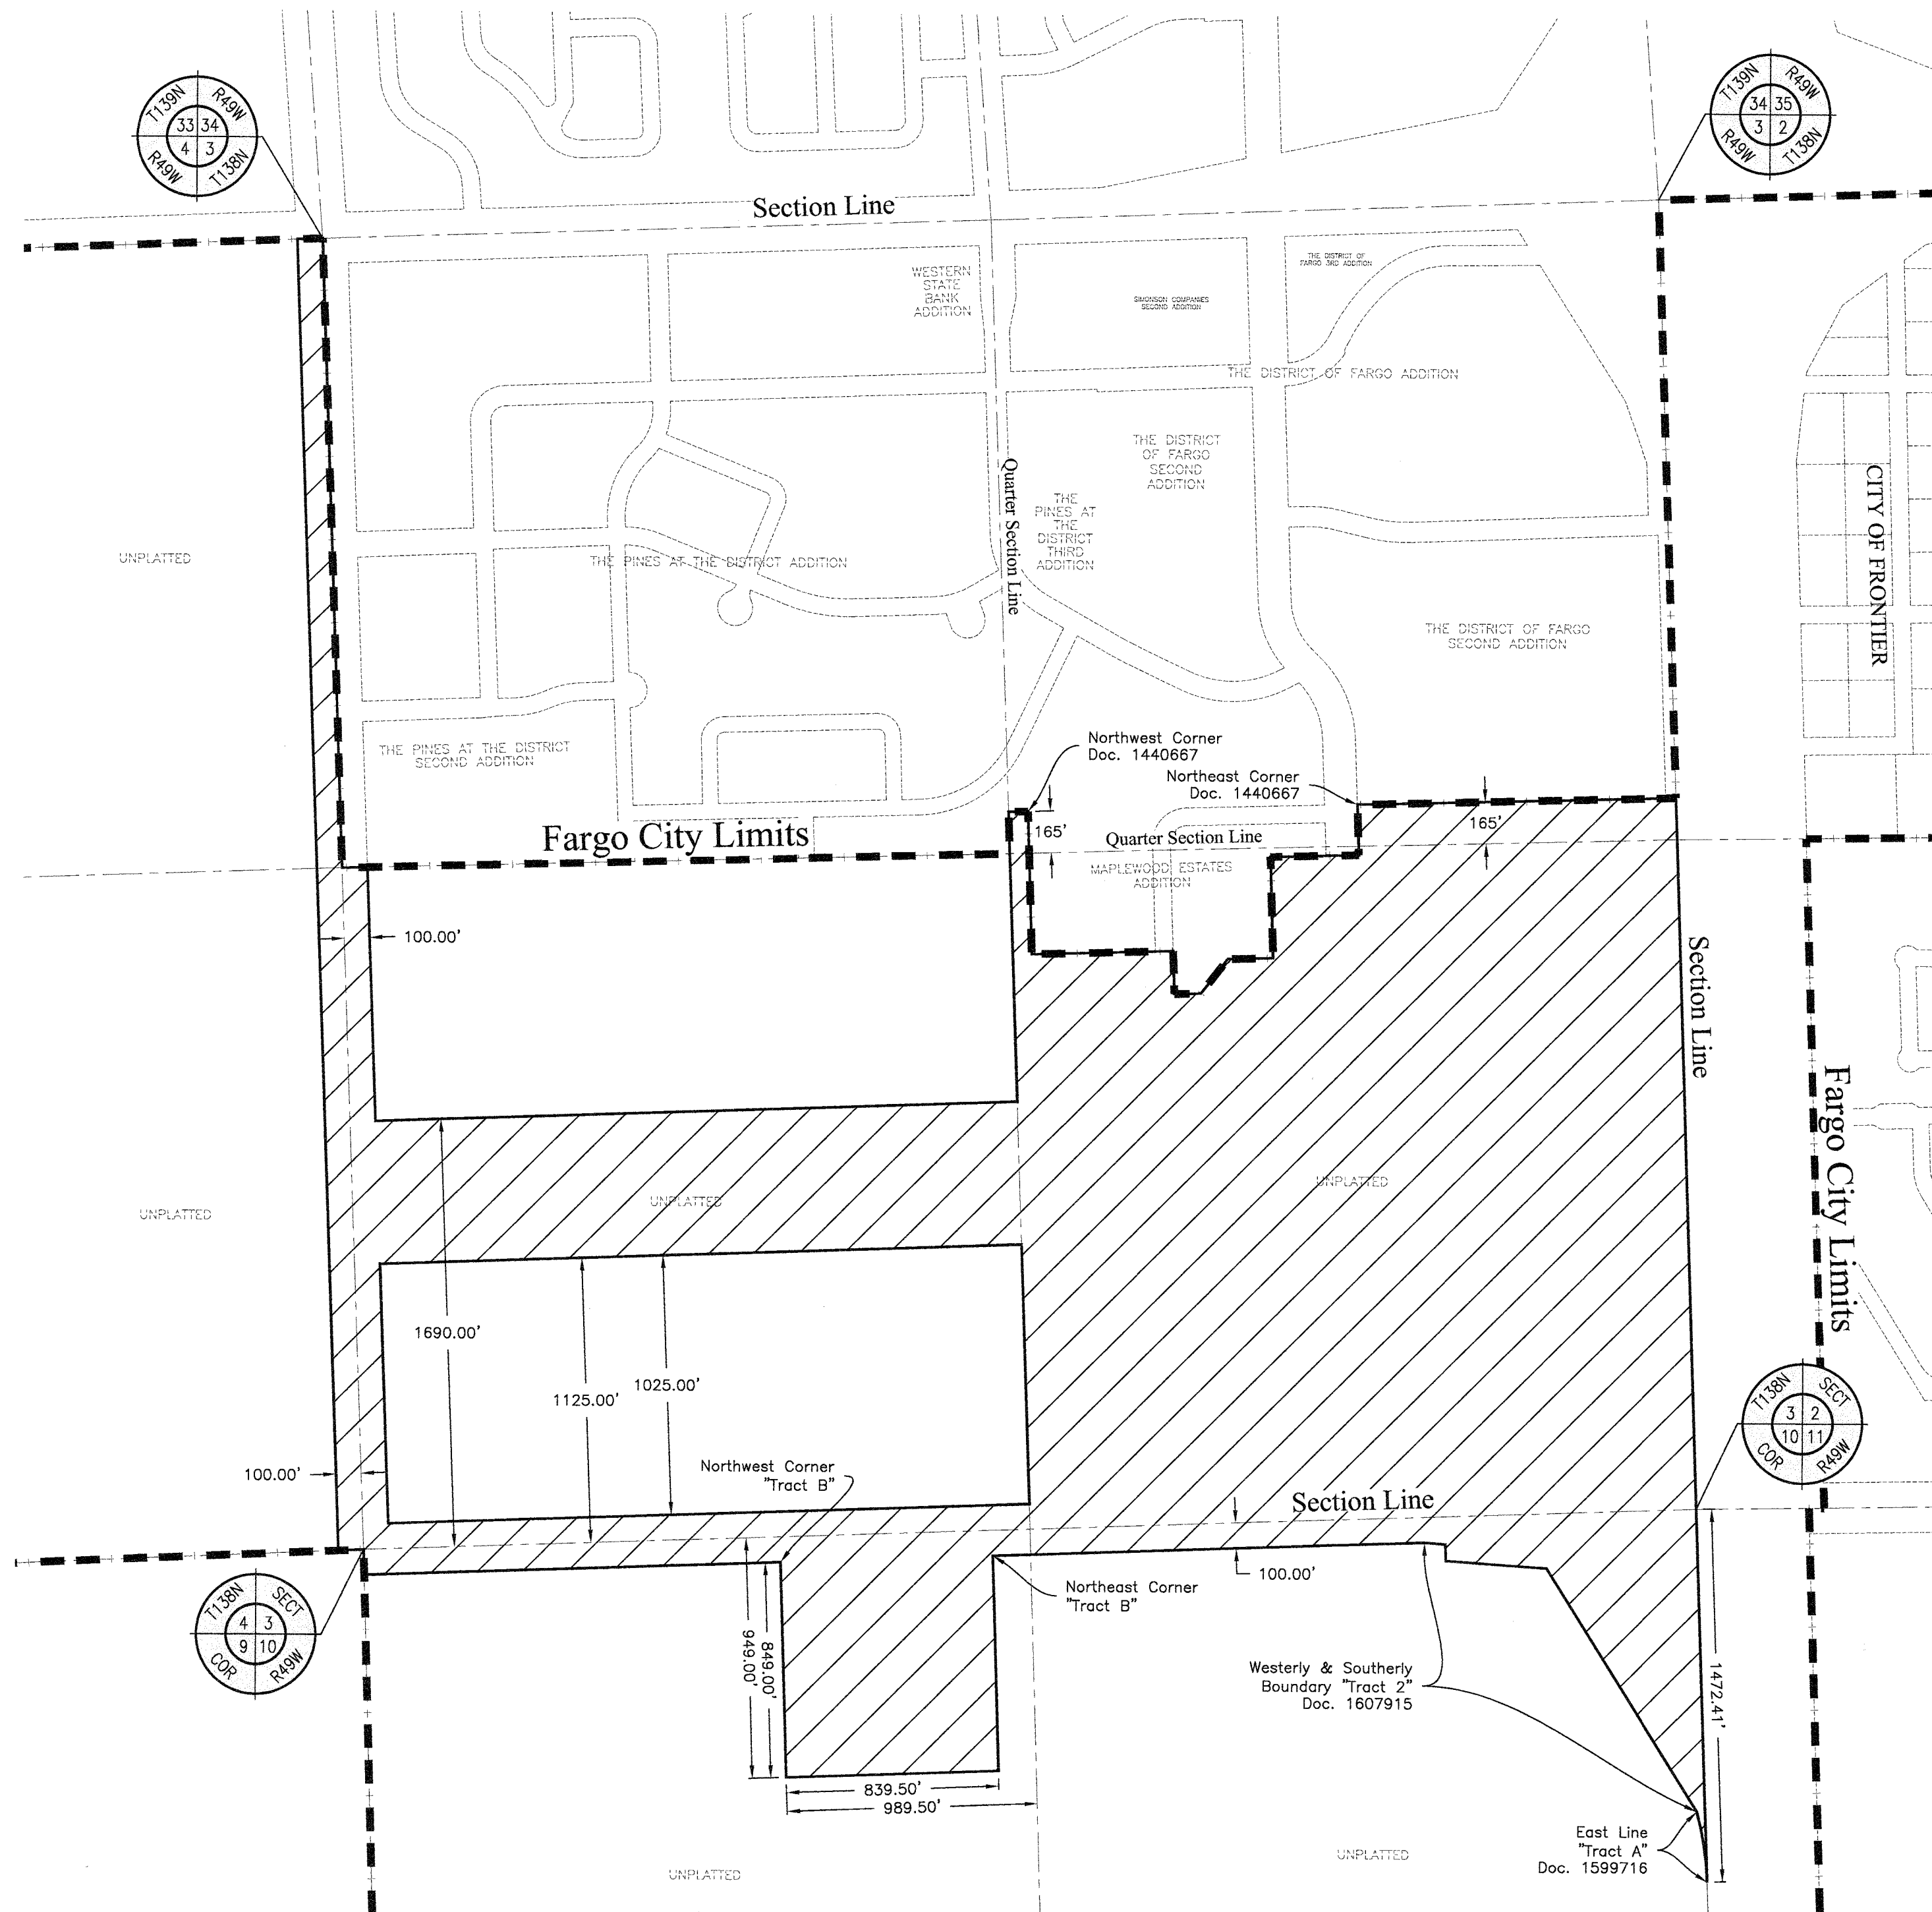 T139N
R49W
33 34
4 3
R49W
T138N
T139N
R49W
34 35
3 2
R49W
T138N
Section Line
WESTERN
STATE
BANK
ADDITION
THE DISTRICT OF
FARGO 3RD ADDITION
SIMONSON COMPANIES
SECOND ADDITION
THE DISTRICT OF FARGO ADDITION
THE DISTRICT
OF FARGO
SECOND
ADDITION
Quarter Section Line
THE
PINES AT
THE
DISTRICT
THIRD
ADDITION
CITY OF FRONTIER
UNPLATTED
THE PINES AT THE DISTRICT ADDITION
THE DISTRICT OF FARGO
SECOND ADDITION
THE PINES AT THE DISTRICT
SECOND ADDITION
Northwest Corner
Doc. 1440667
Northeast Corner
Doc. 1440667
Fargo City Limits
165'
Quarter Section Line
165'
MAPLEWOOD ESTATES
ADDITION
100.00'
Section Line
Fargo City Limits
UNPLATTED
UNPLATTED
UNPLATTED
1690.00'
1125.00'
1025.00'
T138N
SECT
3 2
10 11
COR
R49W
100.00'
Northwest Corner
"Tract B"
Section Line
100.00'
T138N
SECT
4 3
9 10
COR
R49W
Northeast Corner
"Tract B"
949.00'
849.00'
Westerly & Southerly
Boundary "Tract 2"
Doc. 1607915
1472.41'
839.50'
989.50'
East Line
"Tract A"
Doc. 1599716
UNPLATTED
UNPLATTED